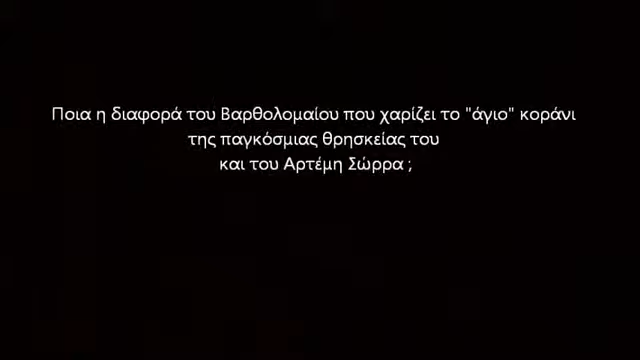 Ποια η διαφορά του Βαρθολομαίου που χαρίζει το "άγιο" κοράνι
της παγκόσμιας θρησκείας του
και του Αρτέμη Σώρρα ;